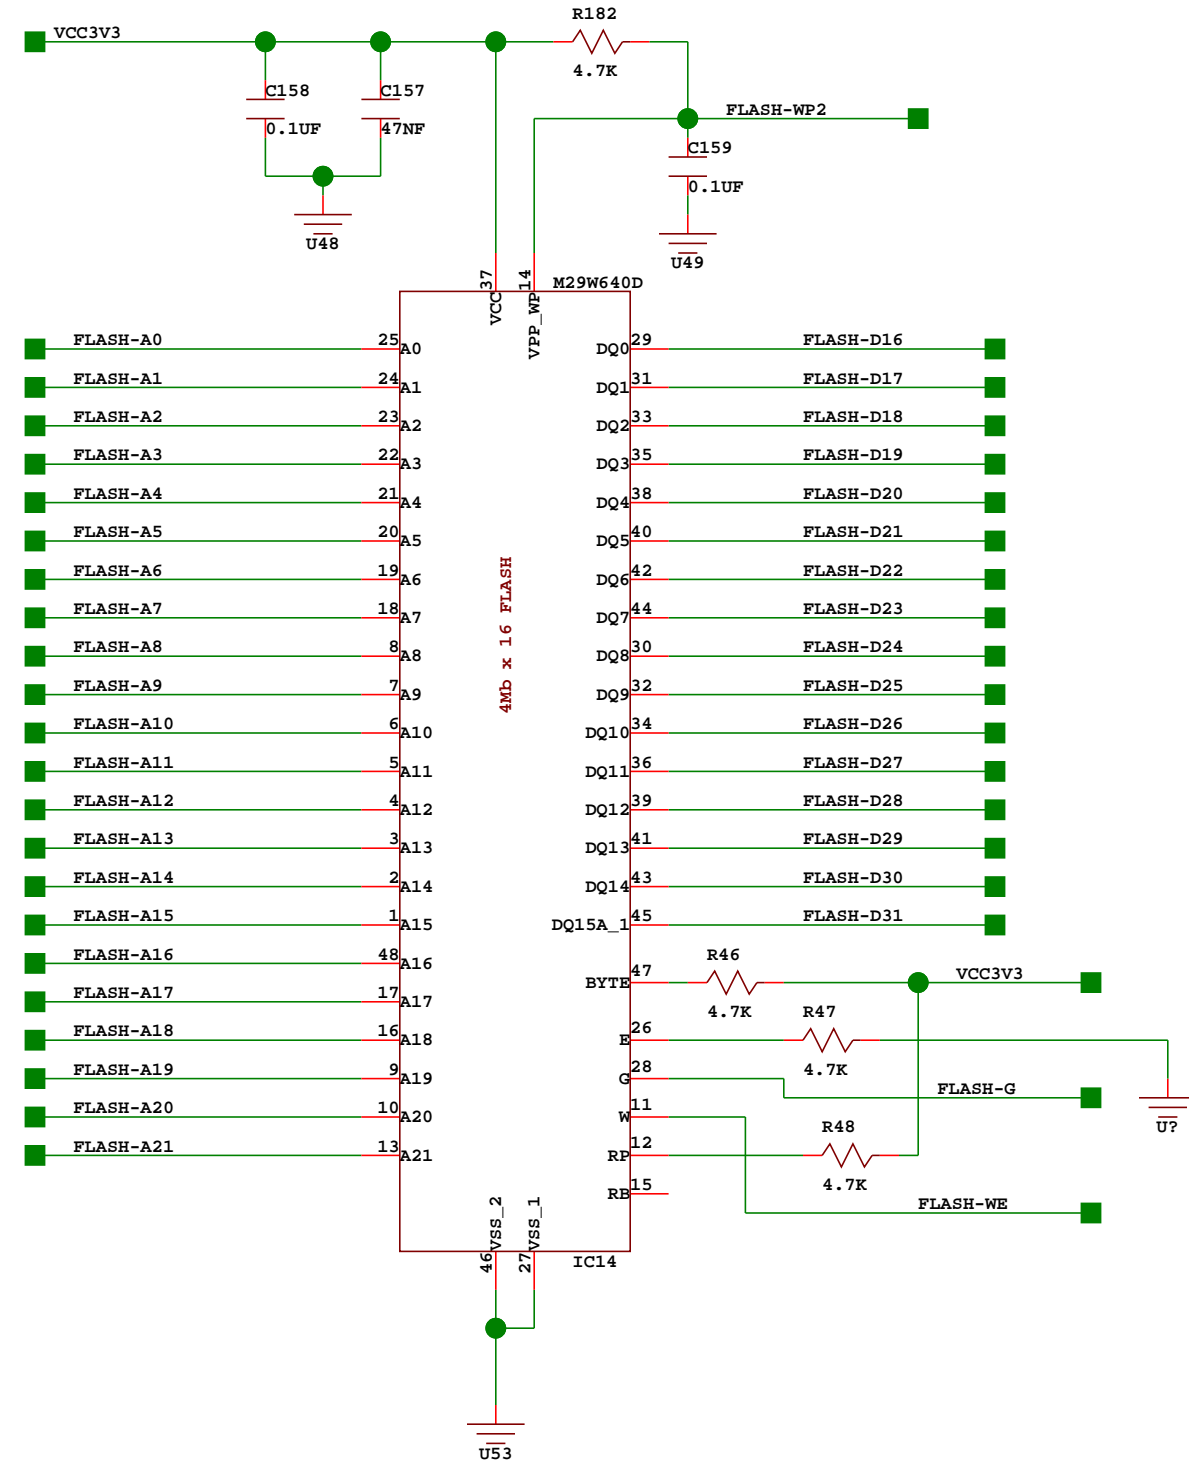 R182
VCC3V3
4.7K
C158
C157
FLASH-WP2
0.1UF
47NF
C159
0.1UF
U48
U49
37
14
M29W640D
VCC
VPP_WP
FLASH-A0 25 A0 DQ0 29 FLASH-D16
FLASH-A1 24 A1 DQ1 31 FLASH-D17
FLASH-A2 23 A2 DQ2 33 FLASH-D18
FLASH-A3 22 A3 DQ3 35 FLASH-D19
FLASH-A4 21 A4 DQ4 38 FLASH-D20
FLASH-A5 20 A5 DQ5 40 FLASH-D21
FLASH-A6 19 A6 DQ6 42 FLASH-D22
FLASH-A7 18 A7 DQ7 44 FLASH-D23
FLASH-A8 8 A8 DQ8 30 FLASH-D24
FLASH-A9 7 A9 DQ9 32 FLASH-D25
FLASH-A10 6 A10 DQ10 34 FLASH-D26
FLASH-A11 5 A11 DQ11 36 FLASH-D27
FLASH-A12 4 A12 DQ12 39 FLASH-D28
FLASH-A13 3 A13 DQ13 41 FLASH-D29
FLASH-A14 2 A14 DQ14 43 FLASH-D30
FLASH-A15 1 A15 DQ15A_1 45 FLASH-D31
4Mb x 16 FLASH
FLASH-A16 48 A16
R46
BYTE 47 VCC3V3
4.7K
FLASH-A17 17 A17
R47
FLASH-A18 16 A18 E 26
4.7K
FLASH-A19 9 A19 G 28
FLASH-G
FLASH-A20 10 A20 W 11
U?
R48
FLASH-A21 13 A21 RP 12
4.7K
RB 15
FLASH-WE
VSS_2
VSS_1
46
27
IC14
U53